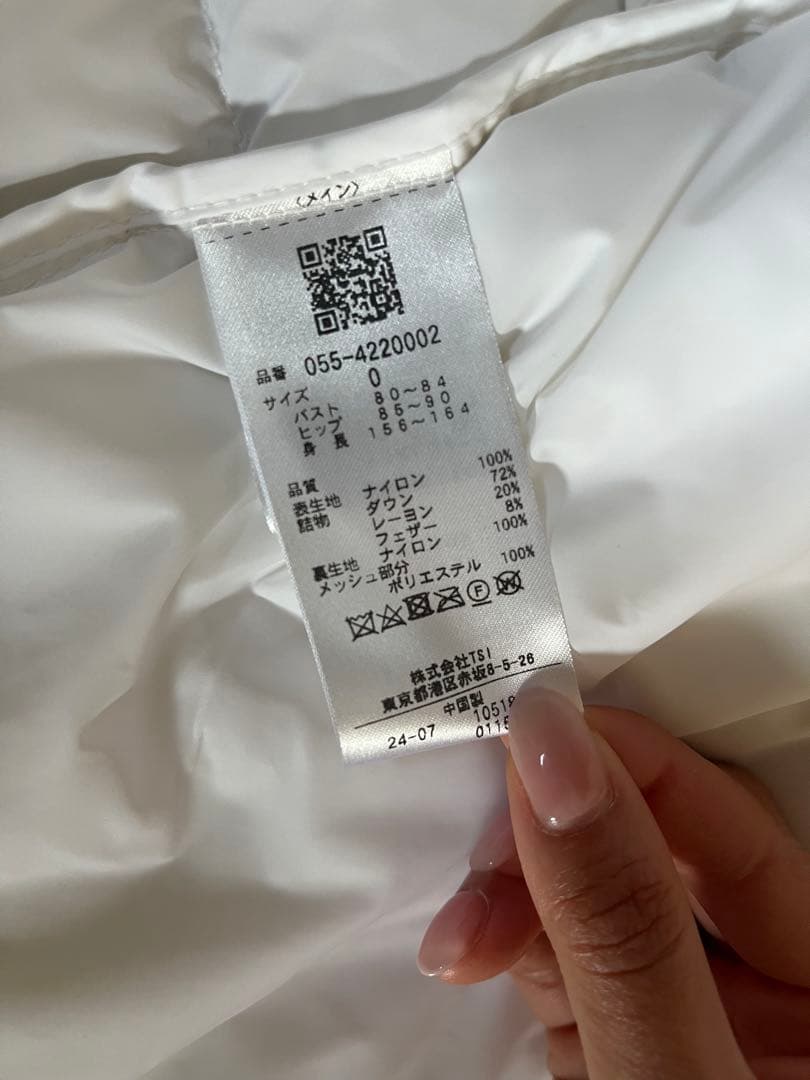 〈メイン〉
品番 055-4220002
サイズ 0
バスト 80～84
ヒップ 85～90
身長 156～164
品質
表生地 ナイロン 100%
詰物 ダウン 72%
レーヨン 20%
フェザー 8%
裏生地 ナイロン 100%
メッシュ部分
ポリエステル 100%
F W
株式会社TSI
東京都港区赤坂8-5-26
中国製
24-07